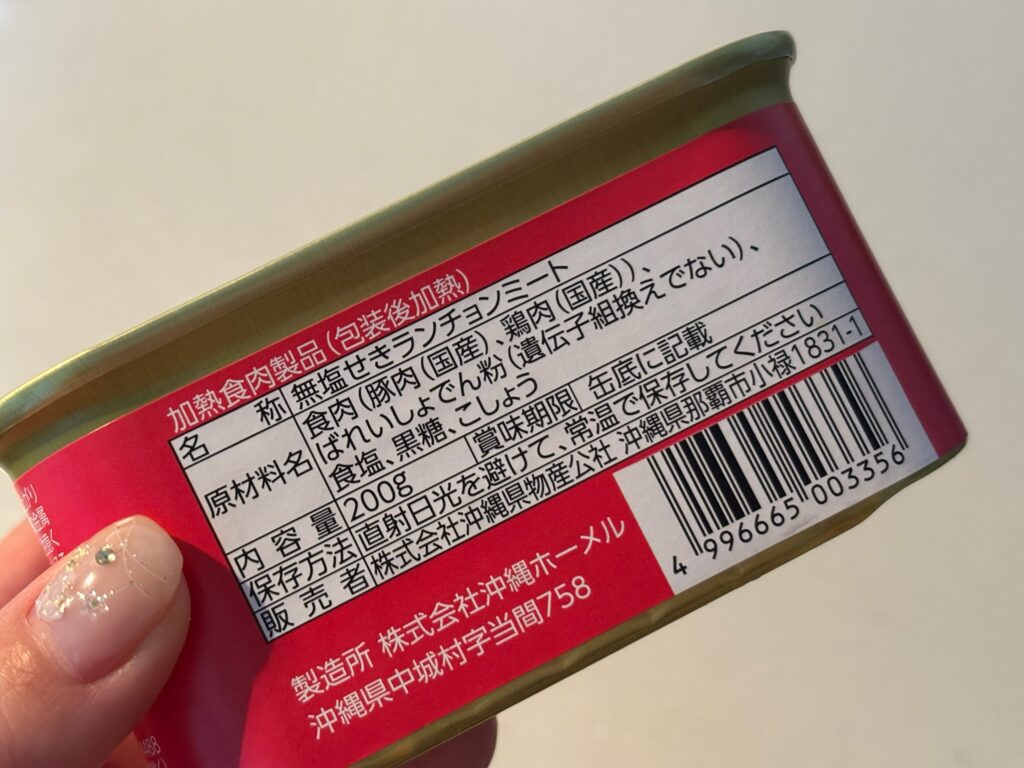 加熱食肉製品(包装後加熱)
名称 無塩せきランチョンミート
原材料名 食肉(豚肉(国産)、鶏肉(国産))、
ばれいしょでん粉(遺伝子組換えでない)、
食塩、黒糖、こしょう
内容量 200g 賞味期限 缶底に記載
保存方法 直射日光を避けて、常温で保存してください
販売者 株式会社沖縄県物産公社 沖縄県那覇市小禄1831-1
4 996665 003356
製造所 株式会社沖縄ホーメル
沖縄県中城村字当間758